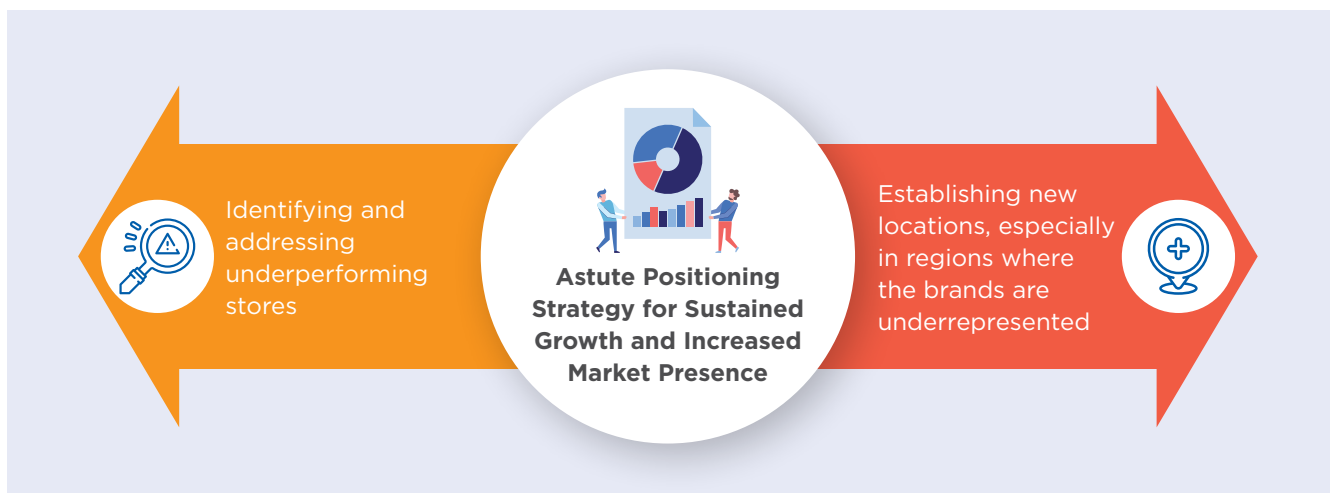 Identifying and
addressing
underperforming
stores
Astute Positioning
Strategy for Sustained
Growth and Increased
Market Presence
Establishing new
locations, especially
in regions where
the brands are
underrepresented